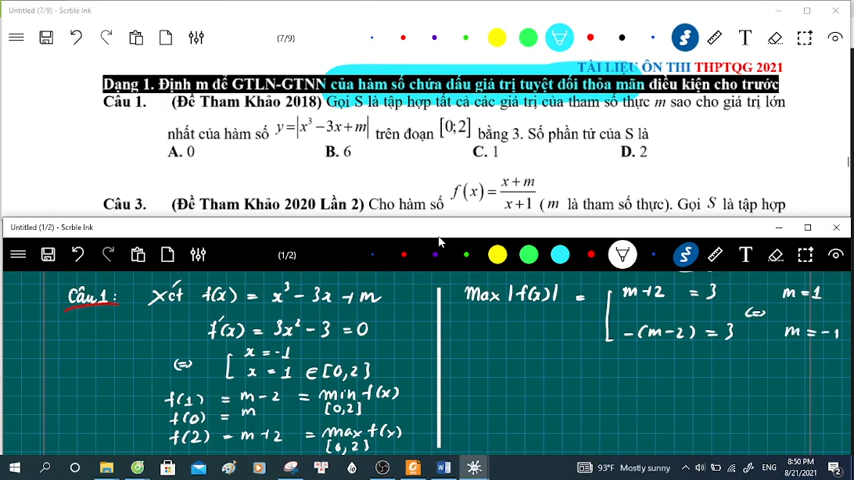 Untitled (7/9) - Scrble Ink
(7/9)
TÀI LIỆU ÔN THI THPTQG 2021
Dạng 1. Định m để GTLN-GTNN của hàm số chứa dấu giá trị tuyệt đối thỏa mãn điều kiện cho trước
Câu 1. (Đề Tham Khảo 2018) Gọi S là tập hợp tất cả các giá trị của tham số thực m sao cho giá trị lớn
nhất của hàm số y=|x³−3x+m| trên đoạn [0;2] bằng 3. Số phần tử của S là
A. 0 B. 6 C. 1 D. 2
Câu 3. (Đề Tham Khảo 2020 Lần 2) Cho hàm số f(x)=(x+m)/(x+1) (m là tham số thực). Gọi S là tập hợp
Untitled (1/2) - Scrble Ink
(1/2)
Câu 1: Xét f(x) = x³ − 3x + m
f'(x) = 3x² − 3 = 0
⇔ [ x = −1
x = 1 ∈ [0,2]
f(1) = m − 2 = min f(x)
[0,2]
f(0) = m
f(2) = m + 2 = max f(x)
[0,2]
Max |f(x)| = [ m + 2 = 3 ⇔ m = 1
−(m−2) = 3 m = −1
93°F Mostly sunny
ENG
8:50 PM
8/21/2021
2